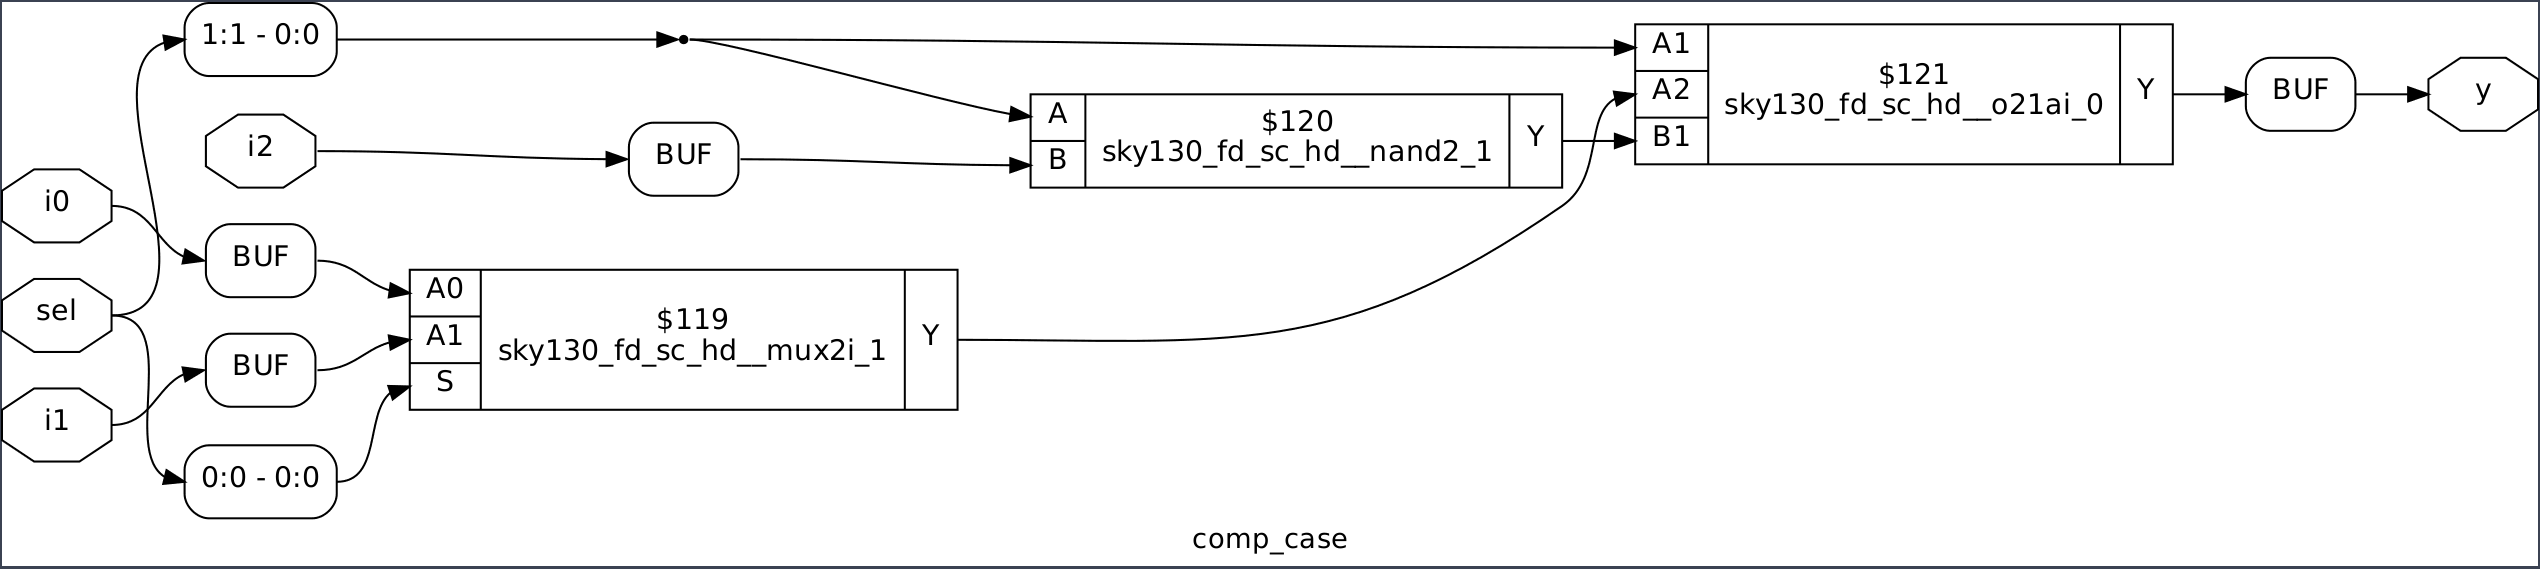 1:1 - 0:0
i2
BUF
i0
BUF
sel
BUF
i1
0:0 - 0:0
A0
A1
S
$119
sky130_fd_sc_hd__mux2i_1
Y
A
B
$120
sky130_fd_sc_hd__nand2_1
Y
A1
A2
B1
$121
sky130_fd_sc_hd__o21ai_0
Y
BUF
y
comp_case